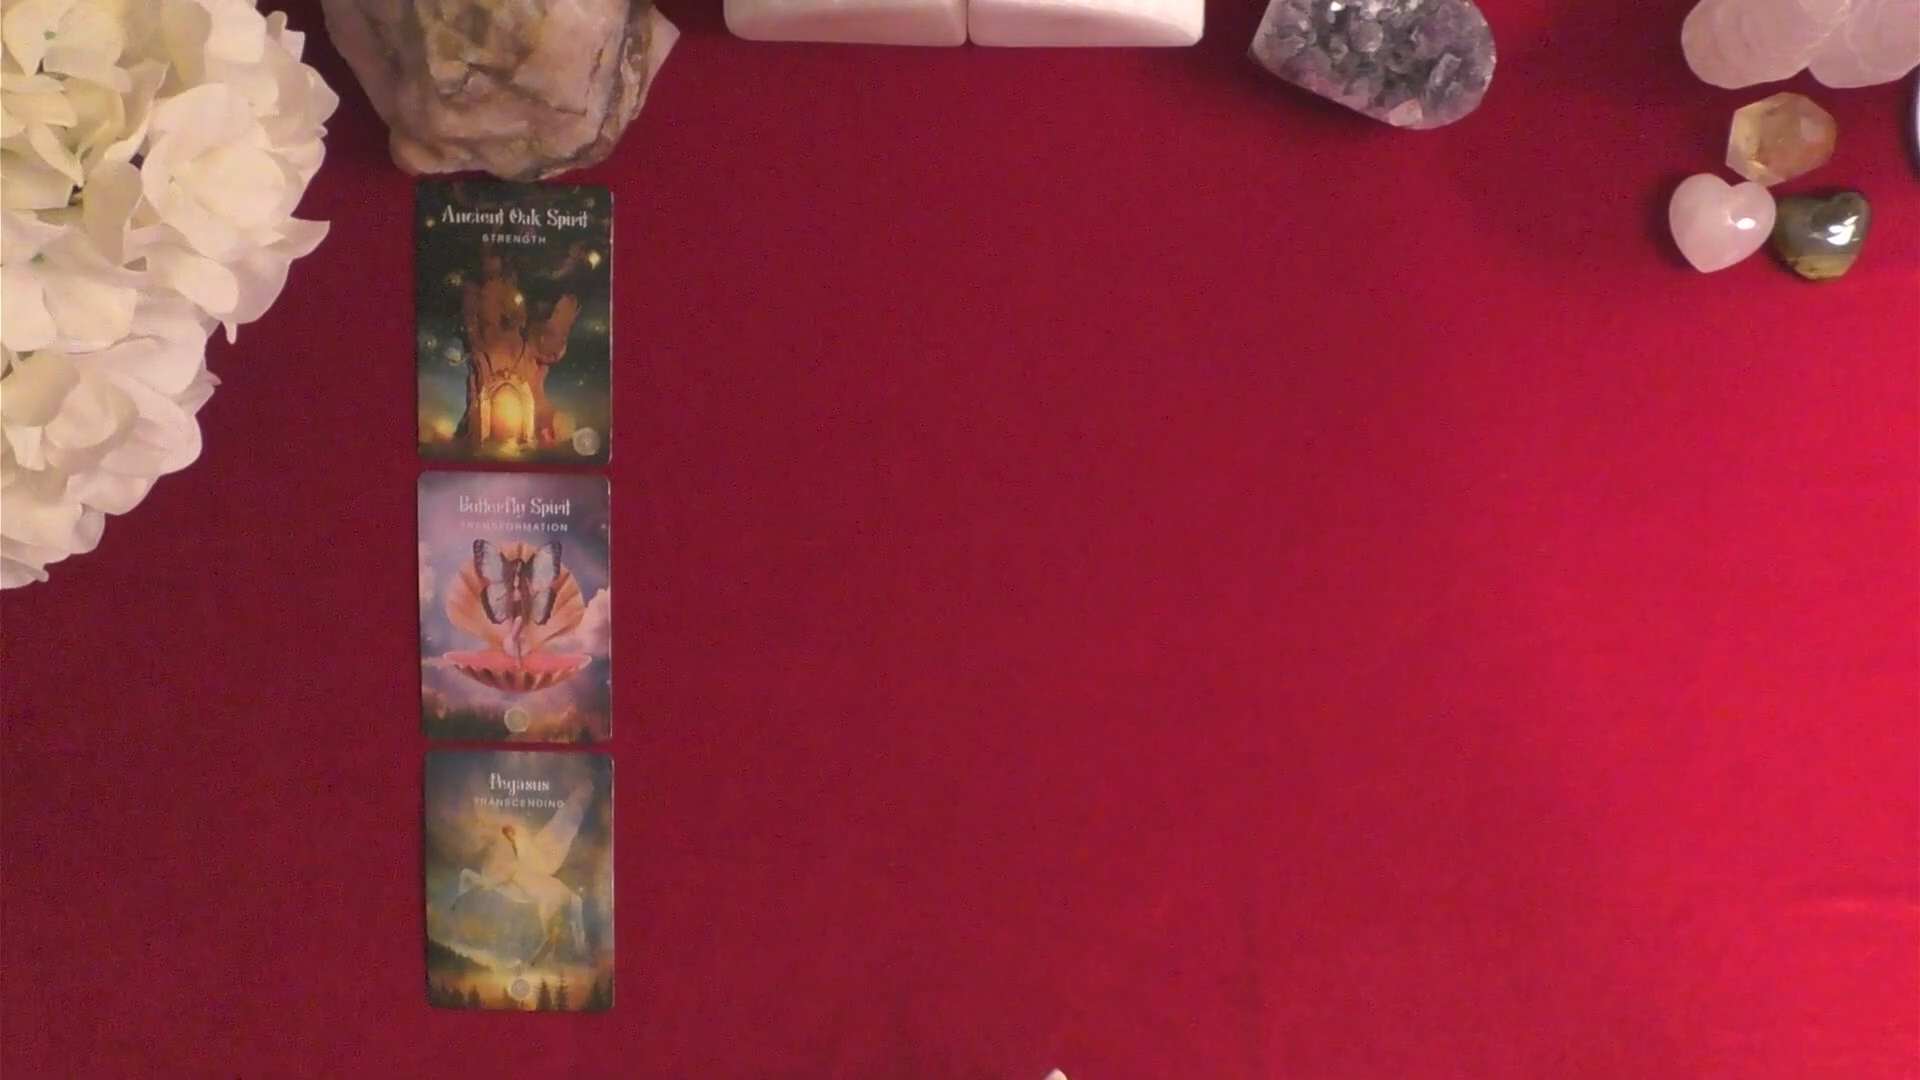 Ancient Oak Spirit
STRENGTH
Butterfly Spirit
TRANSFORMATION
Pegasus
TRANSCENDING